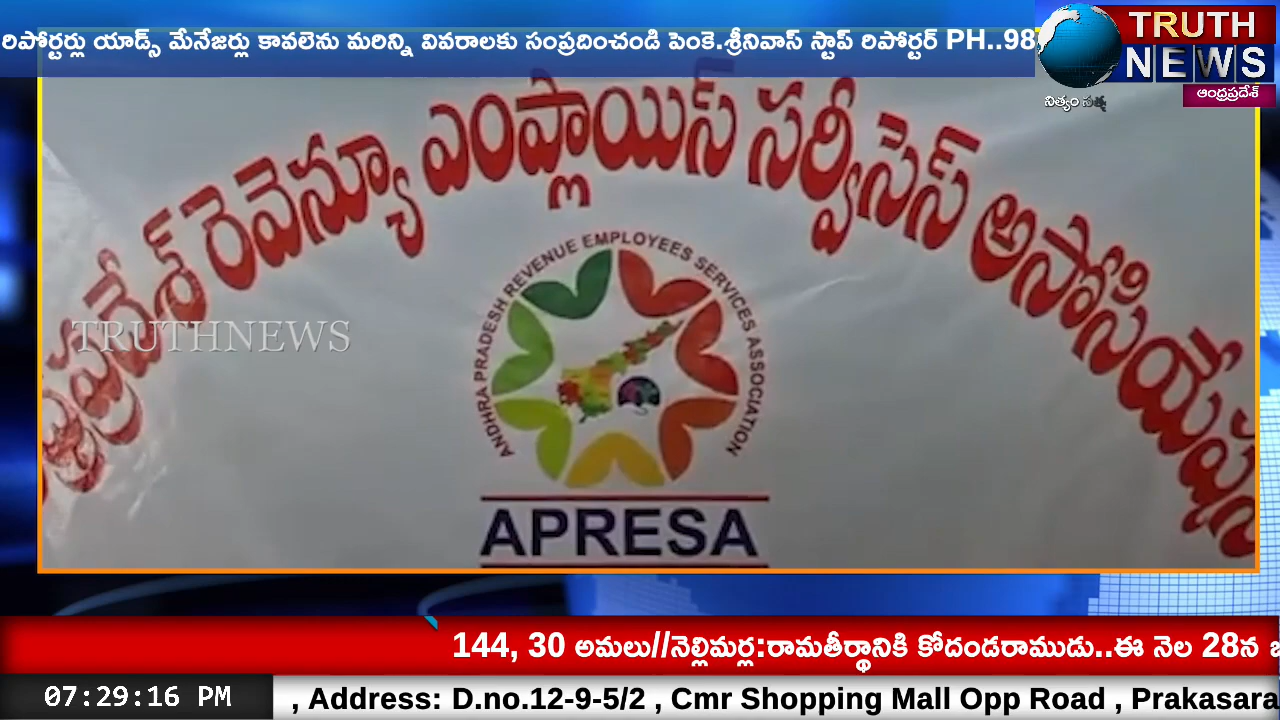 రిపోర్టర్లు యాడ్స్ మేనేజర్లు కావలెను మరిన్ని వివరాలకు సంప్రదించండి పెంకె.శ్రీనివాస్ స్టాప్ రిపోర్టర్ PH..98
TRUTH
NEWS
ఆంధ్రప్రదేశ్
నిత్యం సత్య
రెవెన్యూ ఎంప్లాయిస్ సర్వీసెస్ అసోసియేషన్
TRUTHNEWS
ANDHRA PRADESH REVENUE EMPLOYEES SERVICES ASSOCIATION
APRESA
144, 30 అమలు//నెల్లిమర్ల:రామతీర్థానికి కోదండరాముడు..ఈ నెల 28న
07:29:16 PM
, Address: D.no.12-9-5/2 , Cmr Shopping Mall Opp Road , Prakasara